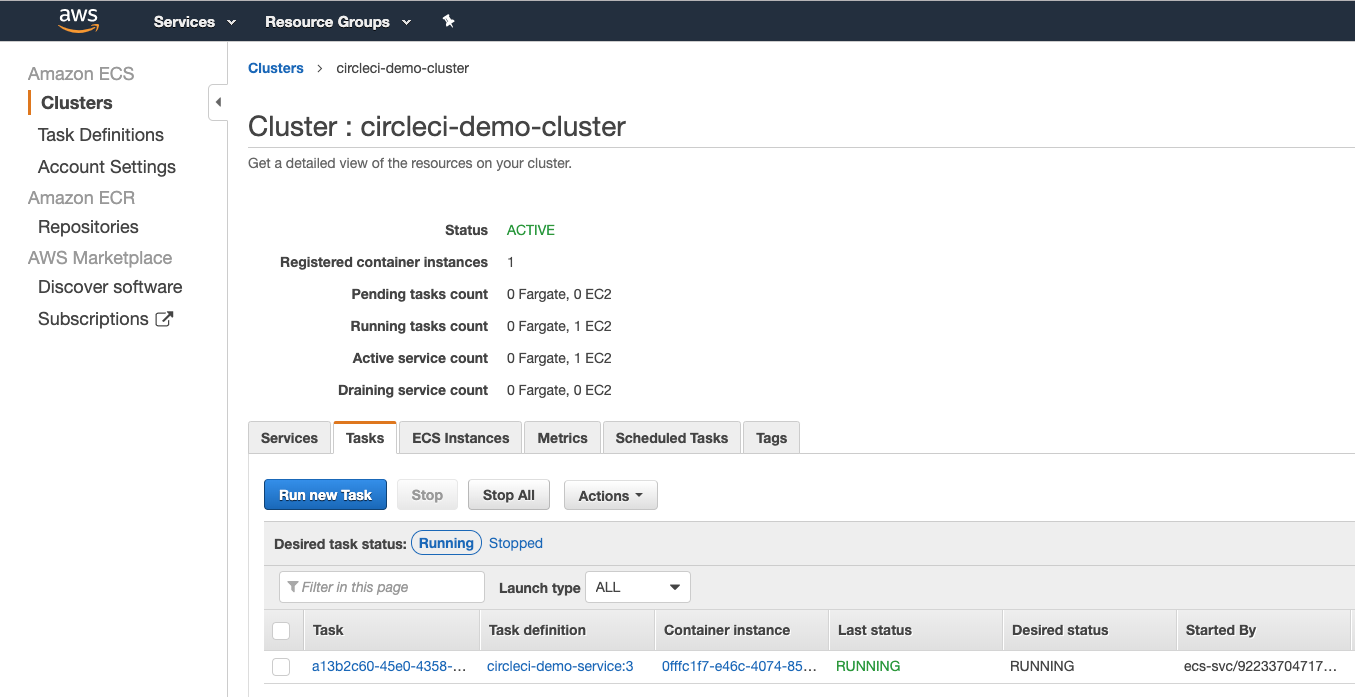 aws Services Resource Groups
Amazon ECS
Clusters
Task Definitions
Account Settings
Amazon ECR
Repositories
AWS Marketplace
Discover software
Subscriptions
Clusters > circleci-demo-cluster
Cluster : circleci-demo-cluster
Get a detailed view of the resources on your cluster.
Status ACTIVE
Registered container instances 1
Pending tasks count 0 Fargate, 0 EC2
Running tasks count 0 Fargate, 1 EC2
Active service count 0 Fargate, 1 EC2
Draining service count 0 Fargate, 0 EC2
Services Tasks ECS Instances Metrics Scheduled Tasks Tags
Run new Task Stop Stop All Actions
Desired task status: Running Stopped
Filter in this page Launch type ALL
Task Task definition Container instance Last status Desired status Started By
a13b2c60-45e0-4358-... circleci-demo-service:3 0fffc1f7-e46c-4074-85... RUNNING RUNNING ecs-svc/92233704717...